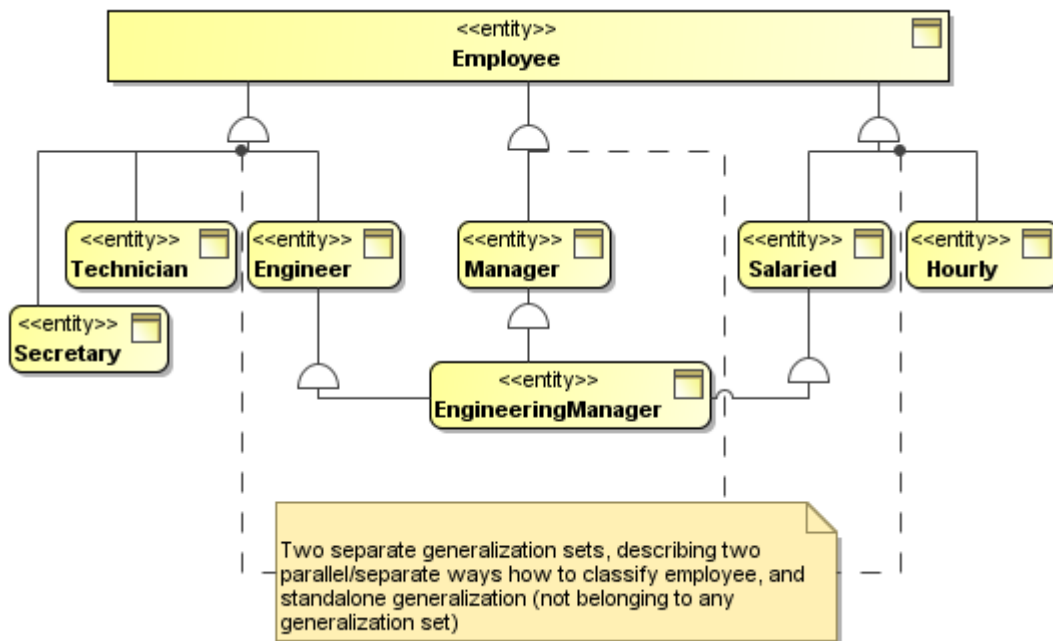 <<entity>>
Employee
<<entity>>
Technician
<<entity>>
Engineer
<<entity>>
Manager
<<entity>>
Salaried
<<entity>>
Hourly
<<entity>>
Secretary
<<entity>>
EngineeringManager
Two separate generalization sets, describing two
parallel/separate ways how to classify employee, and
standalone generalization (not belonging to any
generalization set)